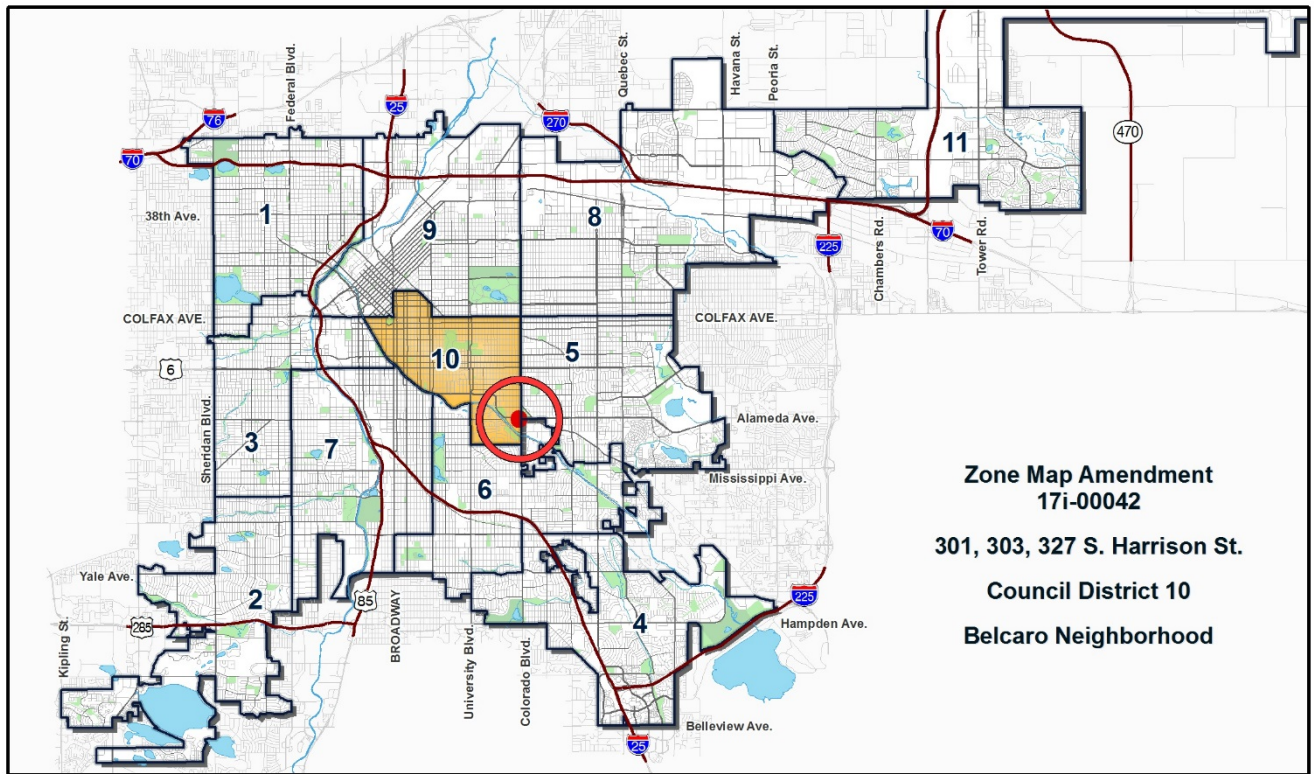 Federal Blvd.
Quebec St.
Havana St.
Peoria St.
25
76
270
470
70
11
38th Ave.
1
9
8
225
Chambers Rd.
70
Tower Rd.
COLFAX AVE.
COLFAX AVE.
10
5
6
Sheridan Blvd.
Alameda Ave.
3
7
Mississippi Ave.
6
Zone Map Amendment
17i-00042
301, 303, 327 S. Harrison St.
Council District 10
Belcaro Neighborhood
Yale Ave.
2
85
225
Kipling St.
285
BROADWAY
University Blvd.
Colorado Blvd.
4
Hampden Ave.
Belleview Ave.
25